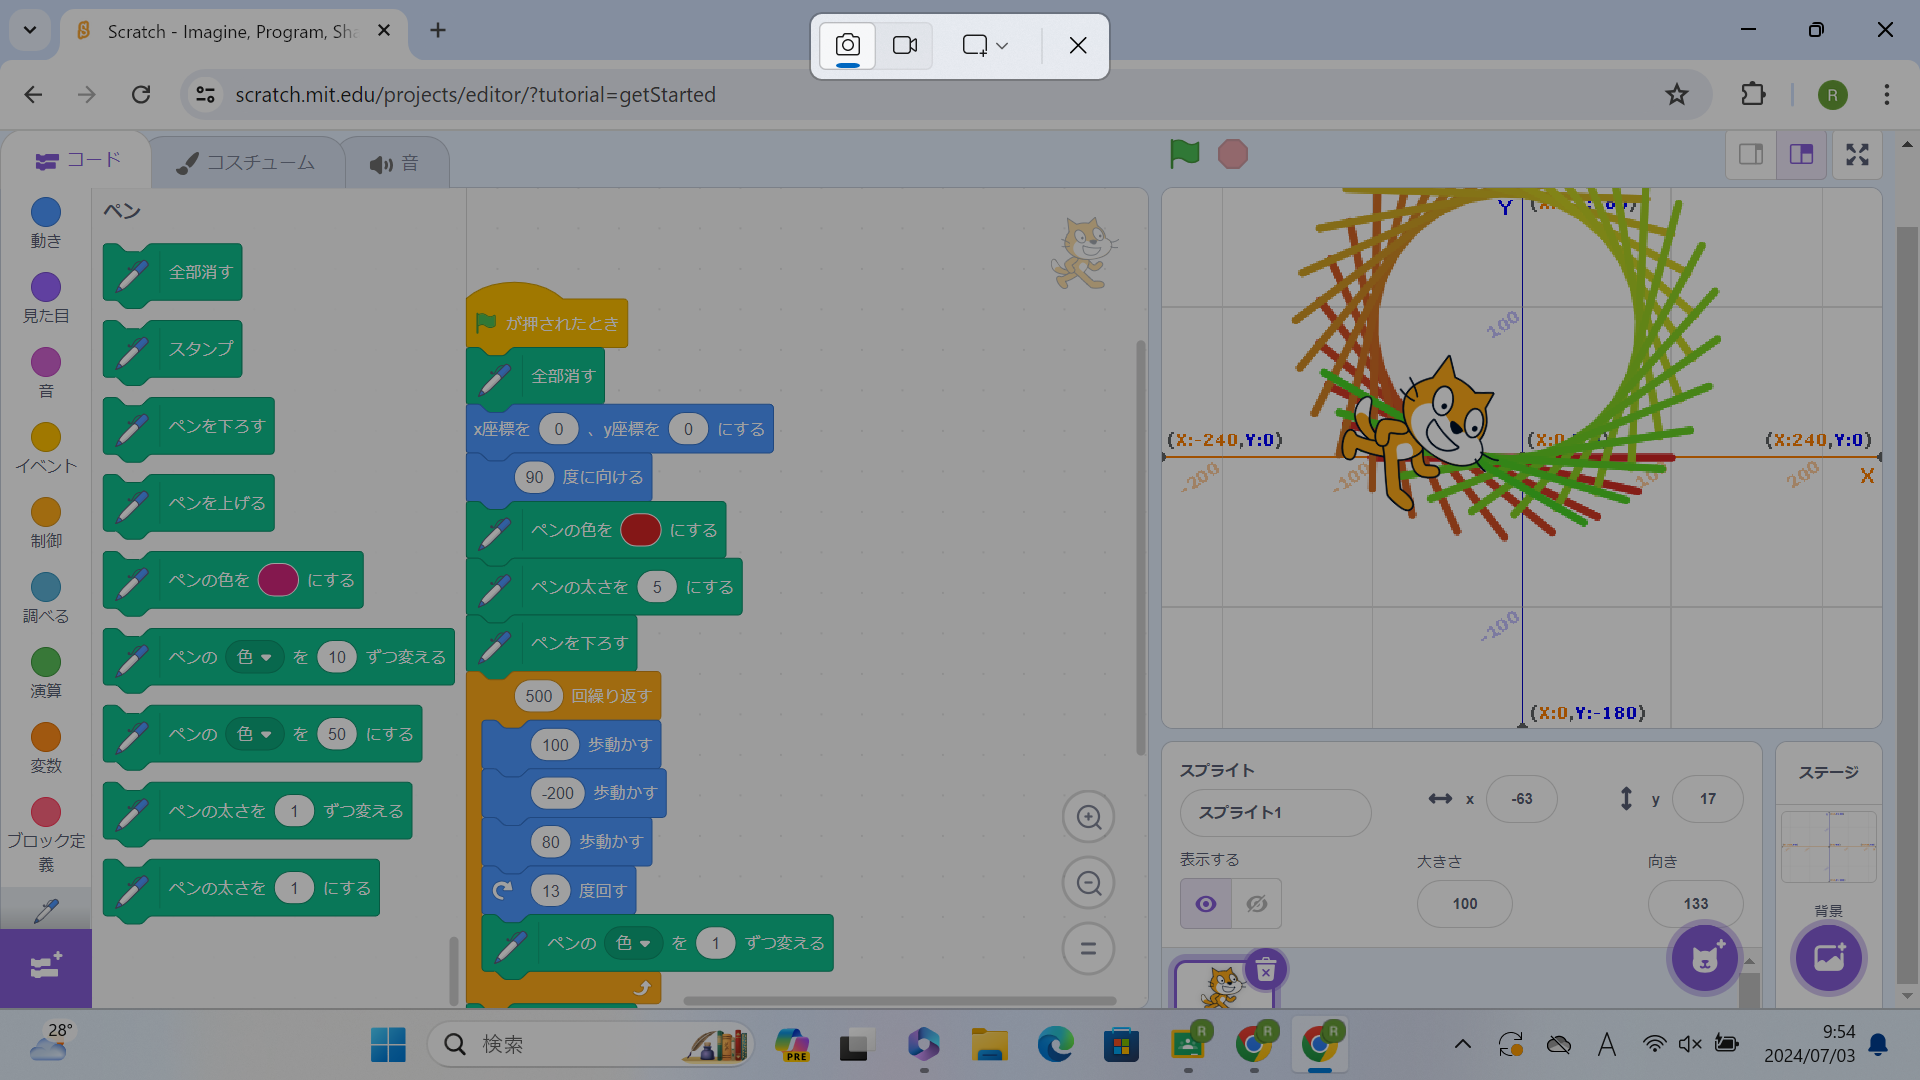 Scratch - Imagine, Program, Sha
scratch.mit.edu/projects/editor/?tutorial=getStarted
R
コード
コスチューム
音
動き
見た目
音
イベント
制御
調べる
演算
変数
ブロック定
義
ペン
全部消す
スタンプ
ペンを下ろす
ペンを上げる
ペンの色を にする
ペンの 色 を 10 ずつ変える
ペンの 色 を 50 にする
ペンの太さを 1 ずつ変える
ペンの太さを 1 にする
が押されたとき
全部消す
x座標を 0 、y座標を 0 にする
90 度に向ける
ペンの色を にする
ペンの太さを 5 にする
ペンを下ろす
500 回繰り返す
100 歩動かす
-200 歩動かす
80 歩動かす
13 度回す
ペンの 色 を 1 ずつ変える
Y
100
(X:-240,Y:0)
(X:0,
(X:240,Y:0)
-200
-100
200
X
-100
(X:0,Y:-180)
スプライト
スプライト1
x -63
y 17
表示する
大きさ
100
向き
133
ステージ
背景
28°
検索
PRE
R
R
R
A
9:54
2024/07/03